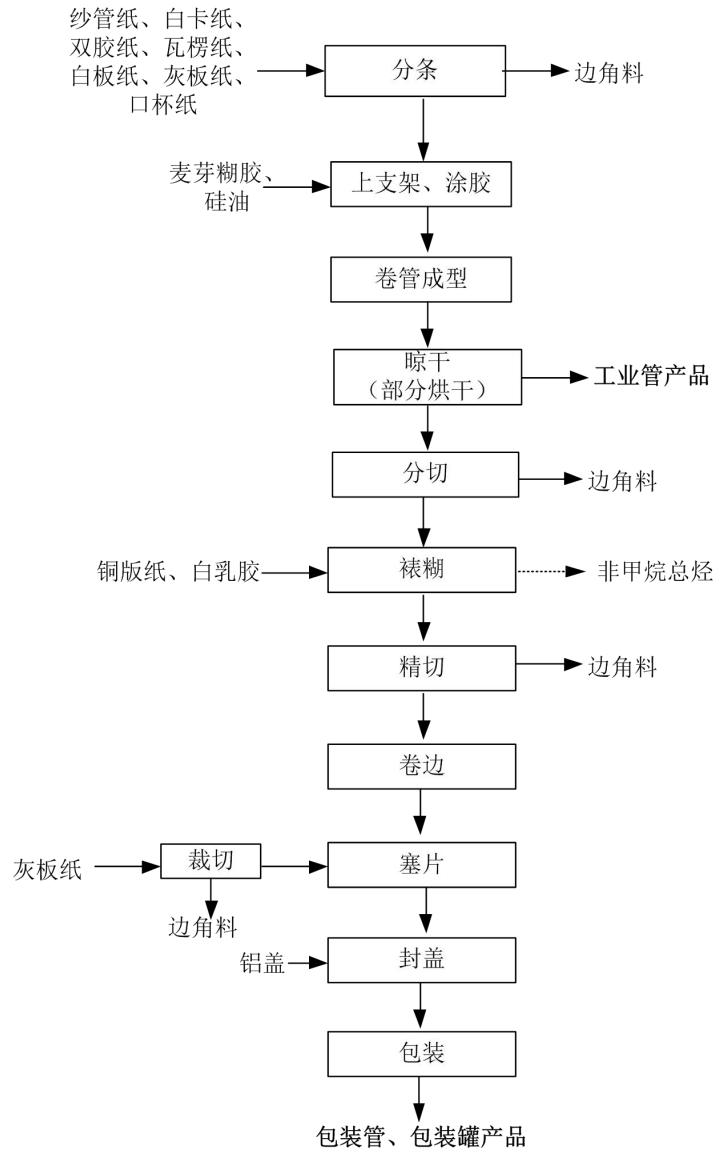 纱管纸、白卡纸、
双胶纸、瓦楞纸、
白板纸、灰板纸、
口杯纸
分条
边角料
麦芽糊胶、
硅油
上支架、涂胶
卷管成型
晾干
（部分烘干）
工业管产品
分切
边角料
铜版纸、白乳胶
裱糊
非甲烷总烃
精切
边角料
卷边
灰板纸
裁切
塞片
边角料
铝盖
封盖
包装
包装管、包装罐产品